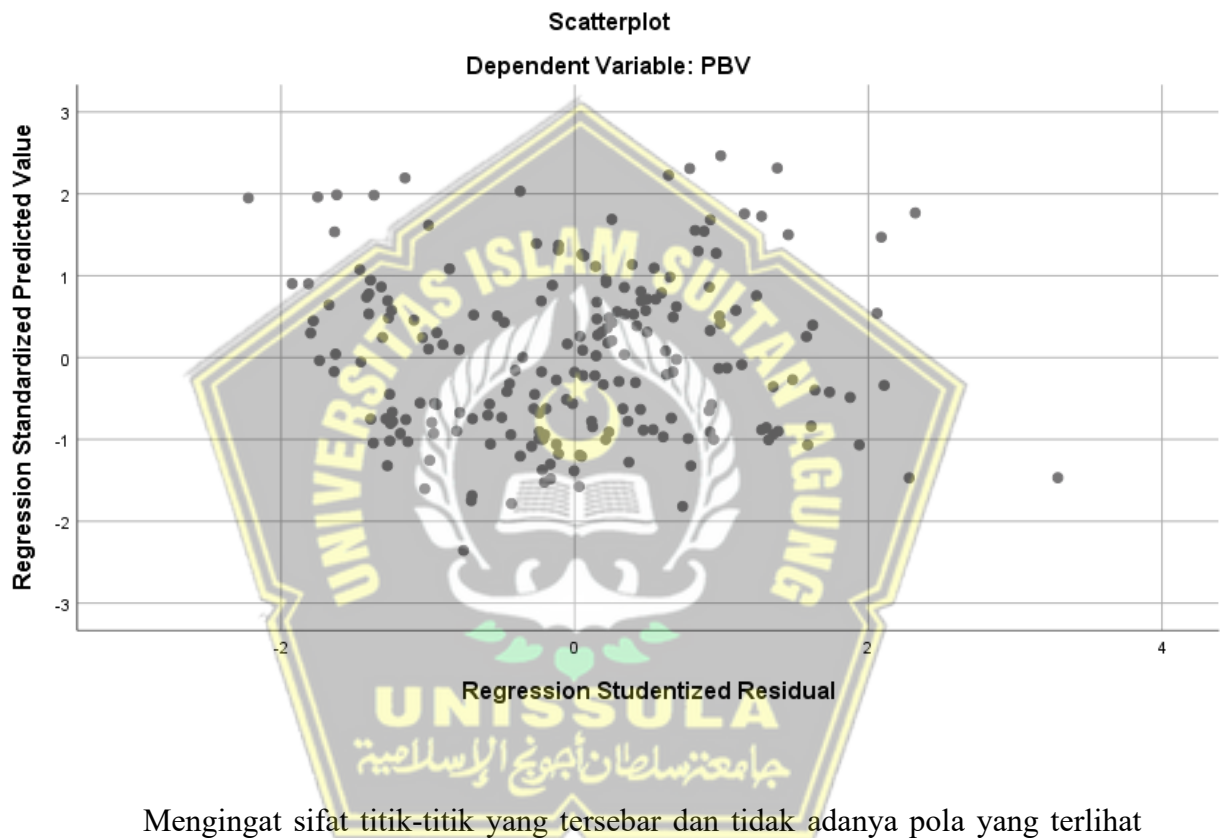 Scatterplot
Dependent Variable: PBV
Regression Standardized Predicted Value
3
2
1
0
-1
-2
-3
-2
0
2
4
Regression Studentized Residual
UNIVERSITAS ISLAM SULTAN AGUNG
UNISSULA
جامعة سلطان أجونج الإسلامية
Mengingat sifat titik-titik yang tersebar dan tidak adanya pola yang terlihat